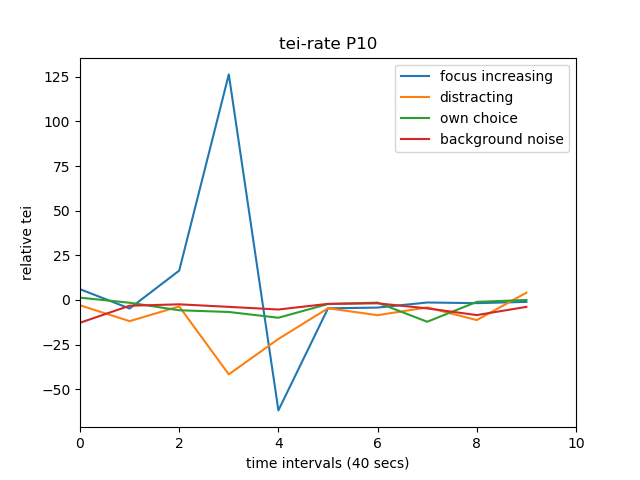 tei-rate P10
focus increasing
distracting
own choice
background noise
relative tei
125
100
75
50
25
0
−25
−50
0 2 4 6 8 10
time intervals (40 secs)